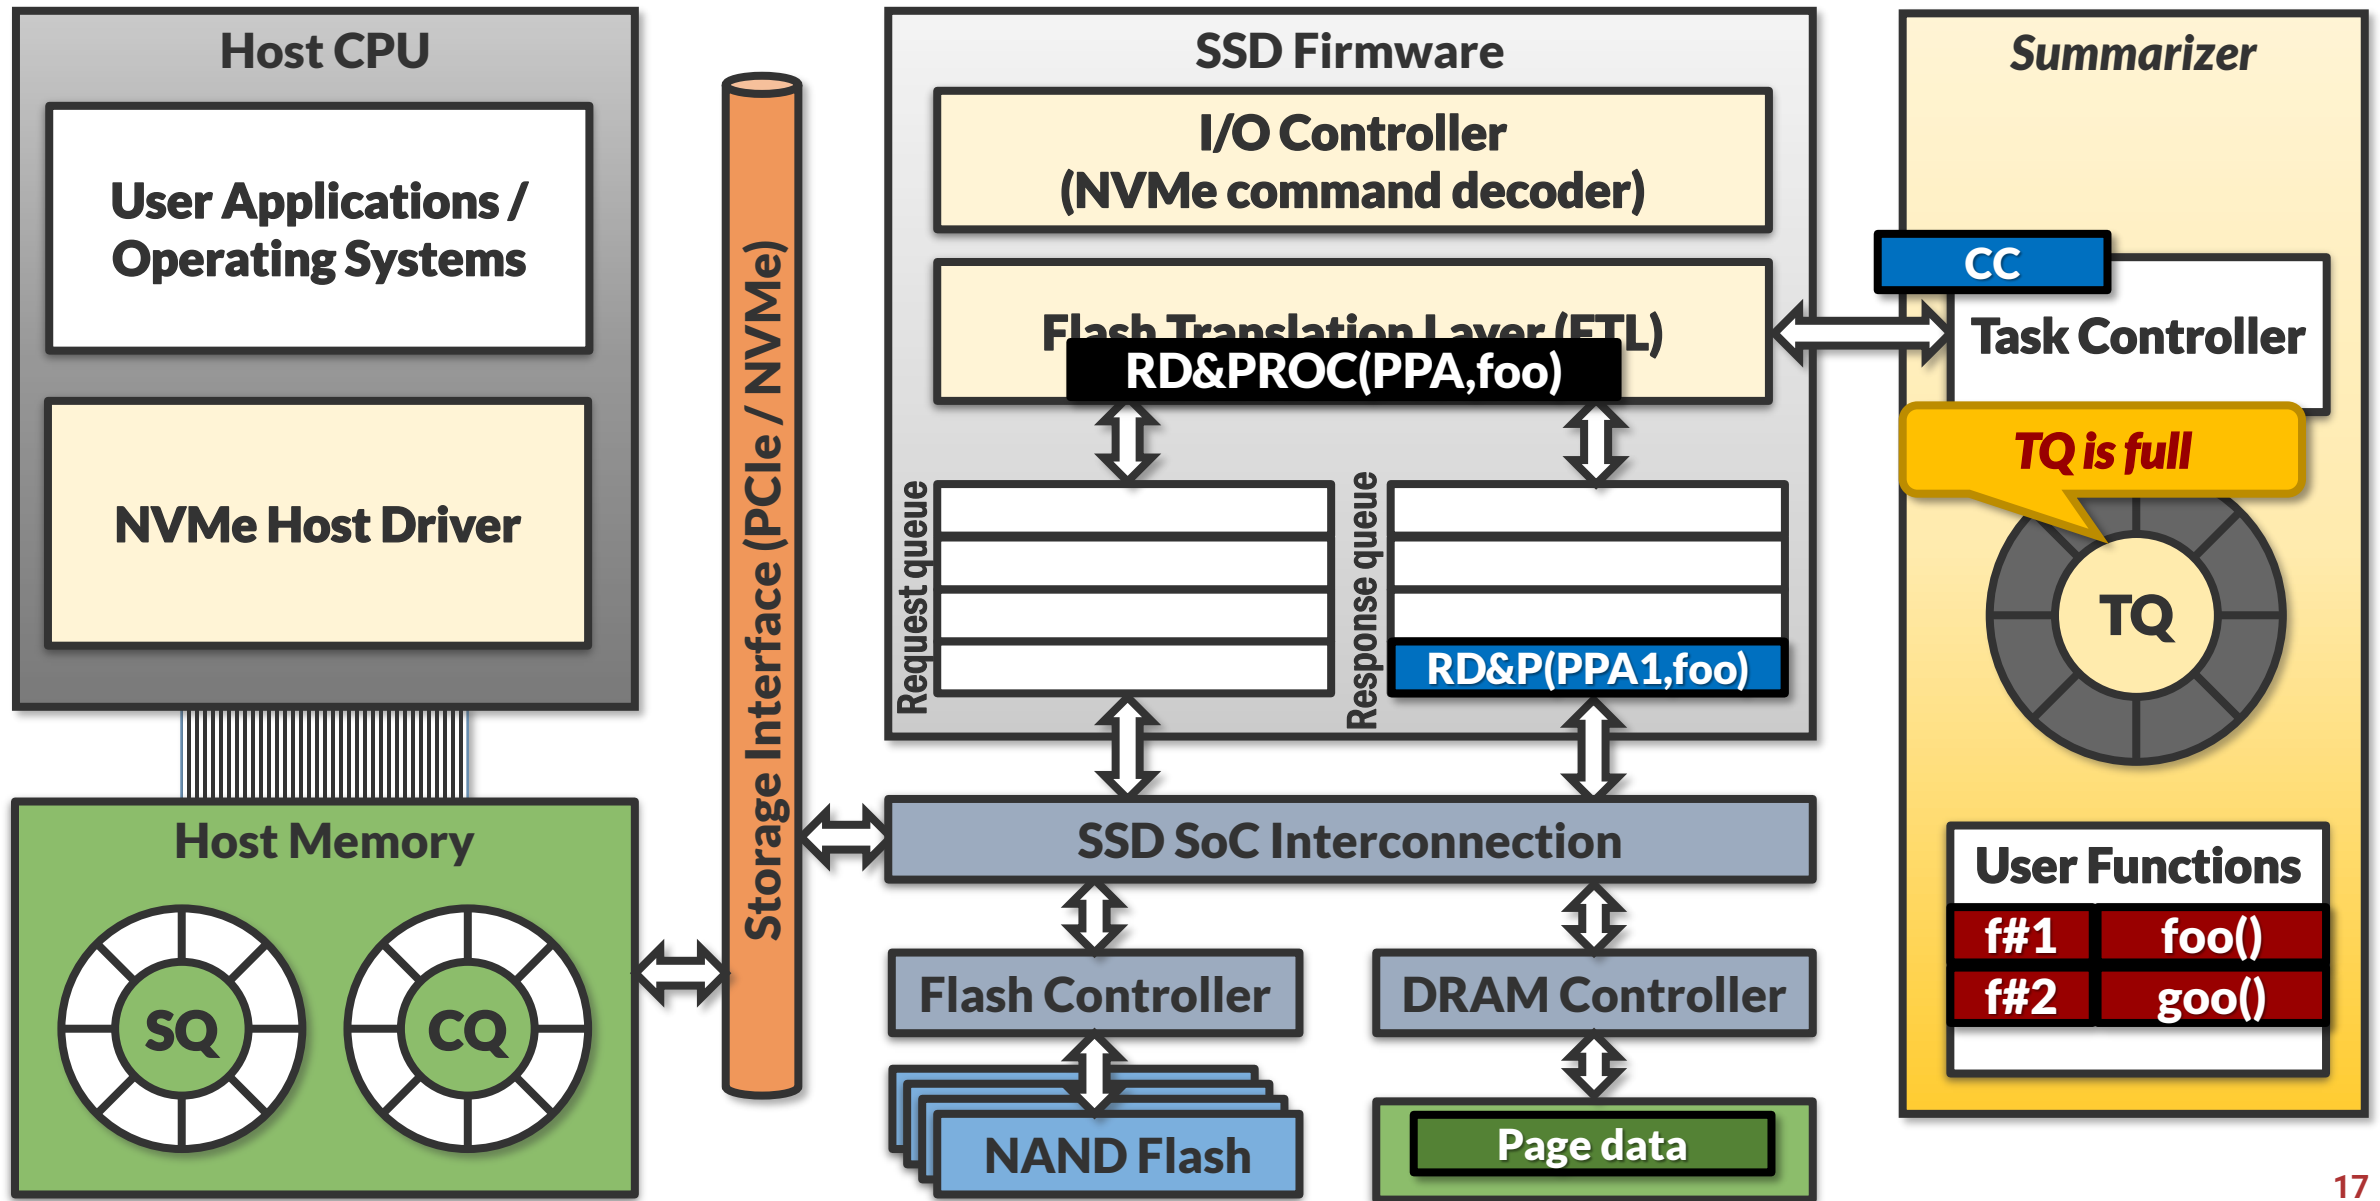 Host CPU
User Applications /
Operating Systems
NVMe Host Driver
Host Memory
SQ
CQ
Storage Interface (PCIe / NVMe)
SSD Firmware
I/O Controller
(NVMe command decoder)
Flash Translation Layer (FTL)
RD&PROC(PPA,foo)
Request queue
Response queue
RD&P(PPA1,foo)
SSD SoC Interconnection
Flash Controller
DRAM Controller
NAND Flash
Page data
Summarizer
CC
Task Controller
TQ is full
TQ
User Functions
f#1 foo()
f#2 goo()
17